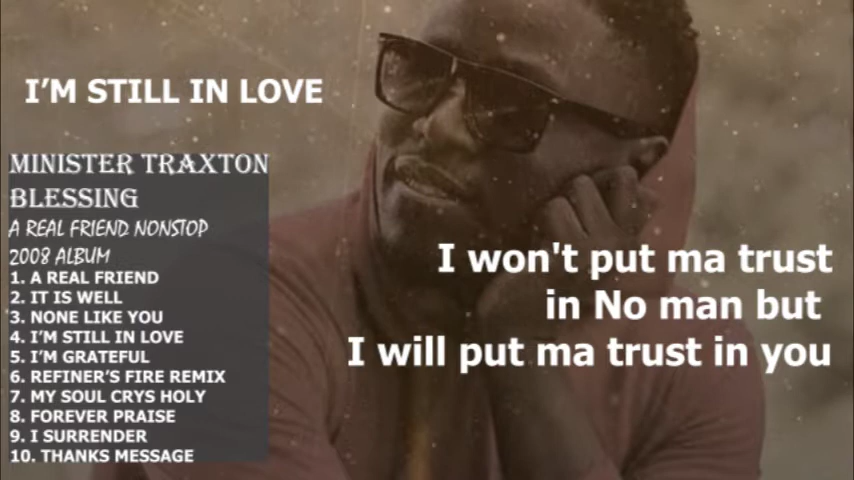 I'M STILL IN LOVE
MINISTER TRAXTON
BLESSING
A REAL FRIEND NONSTOP
2008 ALBUM
1. A REAL FRIEND
2. IT IS WELL
3. NONE LIKE YOU
4. I'M STILL IN LOVE
5. I'M GRATEFUL
6. REFINER'S FIRE REMIX
7. MY SOUL CRYS HOLY
8. FOREVER PRAISE
9. I SURRENDER
10. THANKS MESSAGE
I won't put ma trust
in No man but
I will put ma trust in you